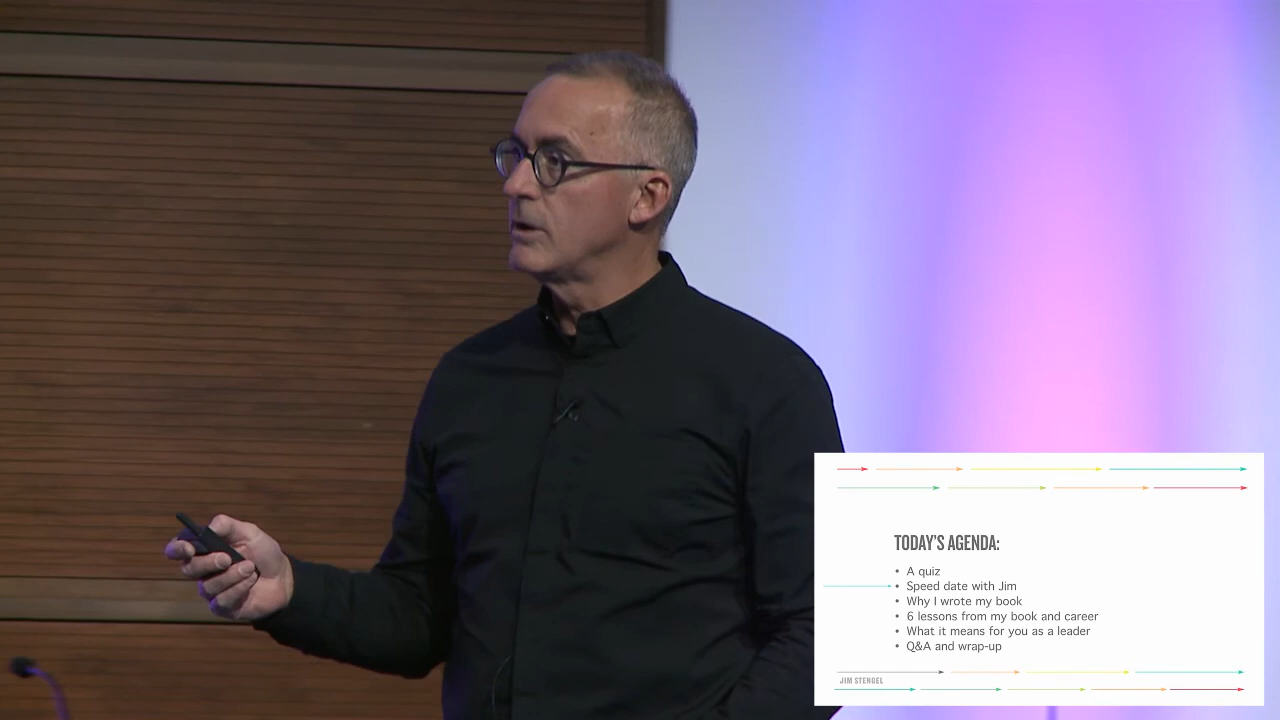 TODAY'S AGENDA:
• A quiz
• Speed date with Jim
• Why I wrote my book
• 6 lessons from my book and career
• What it means for you as a leader
• Q&A and wrap-up
JIM STENGEL